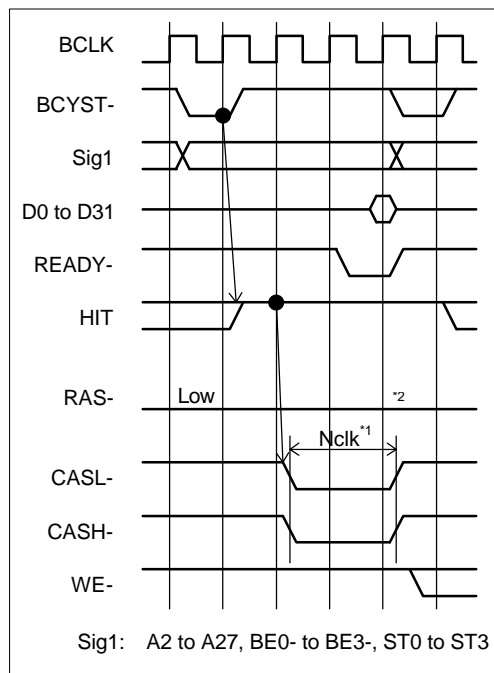 BCLK
BCYST-
Sig1
D0 to D31
READY-
HIT
RAS- Low *2
Nclk*1
CASL-
CASH-
WE-
Sig1: A2 to A27, BE0- to BE3-, ST0 to ST3